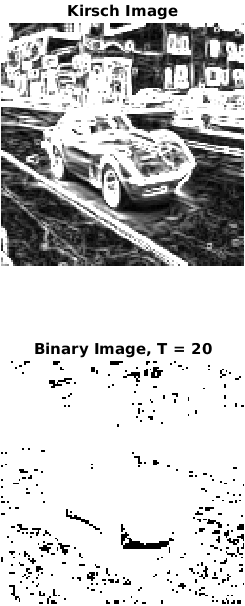 Kirsch Image
Binary Image, T = 20